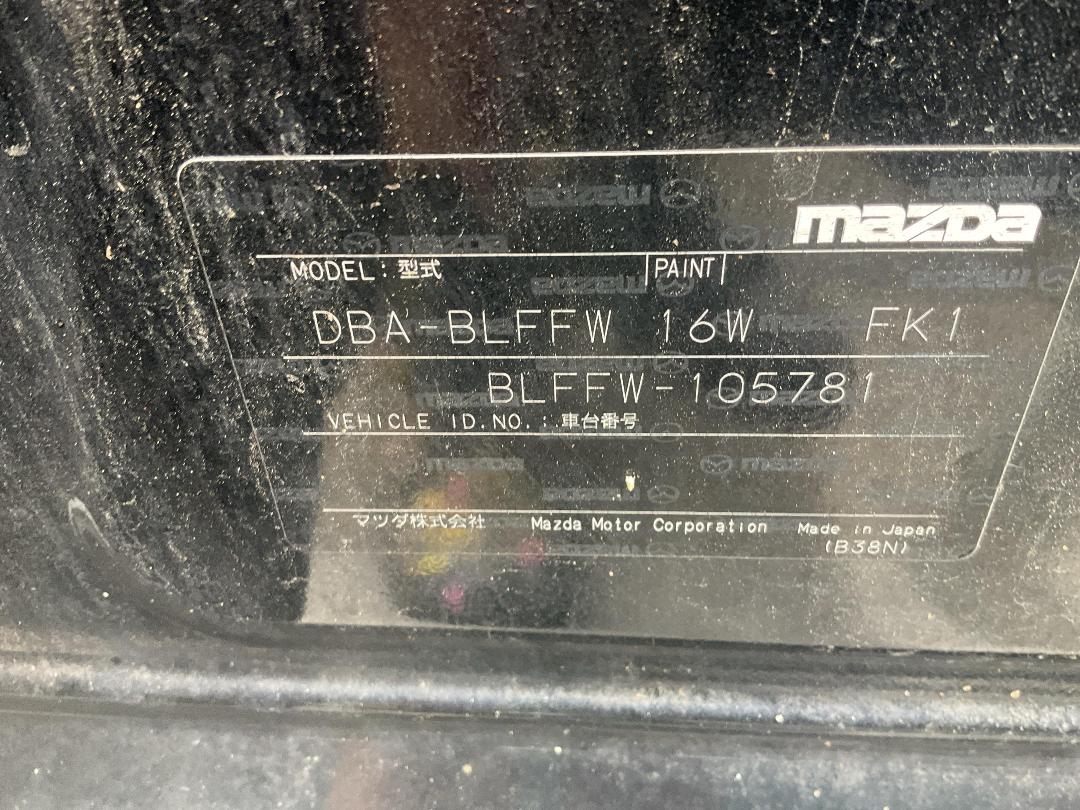 mazda
MODEL : 型式 PAINT
DBA-BLFFW 16W FK1
BLFFW-105781
VEHICLE ID.NO. : 車台番号
マツダ株式会社 Mazda Motor Corporation Made in Japan
(B38N)